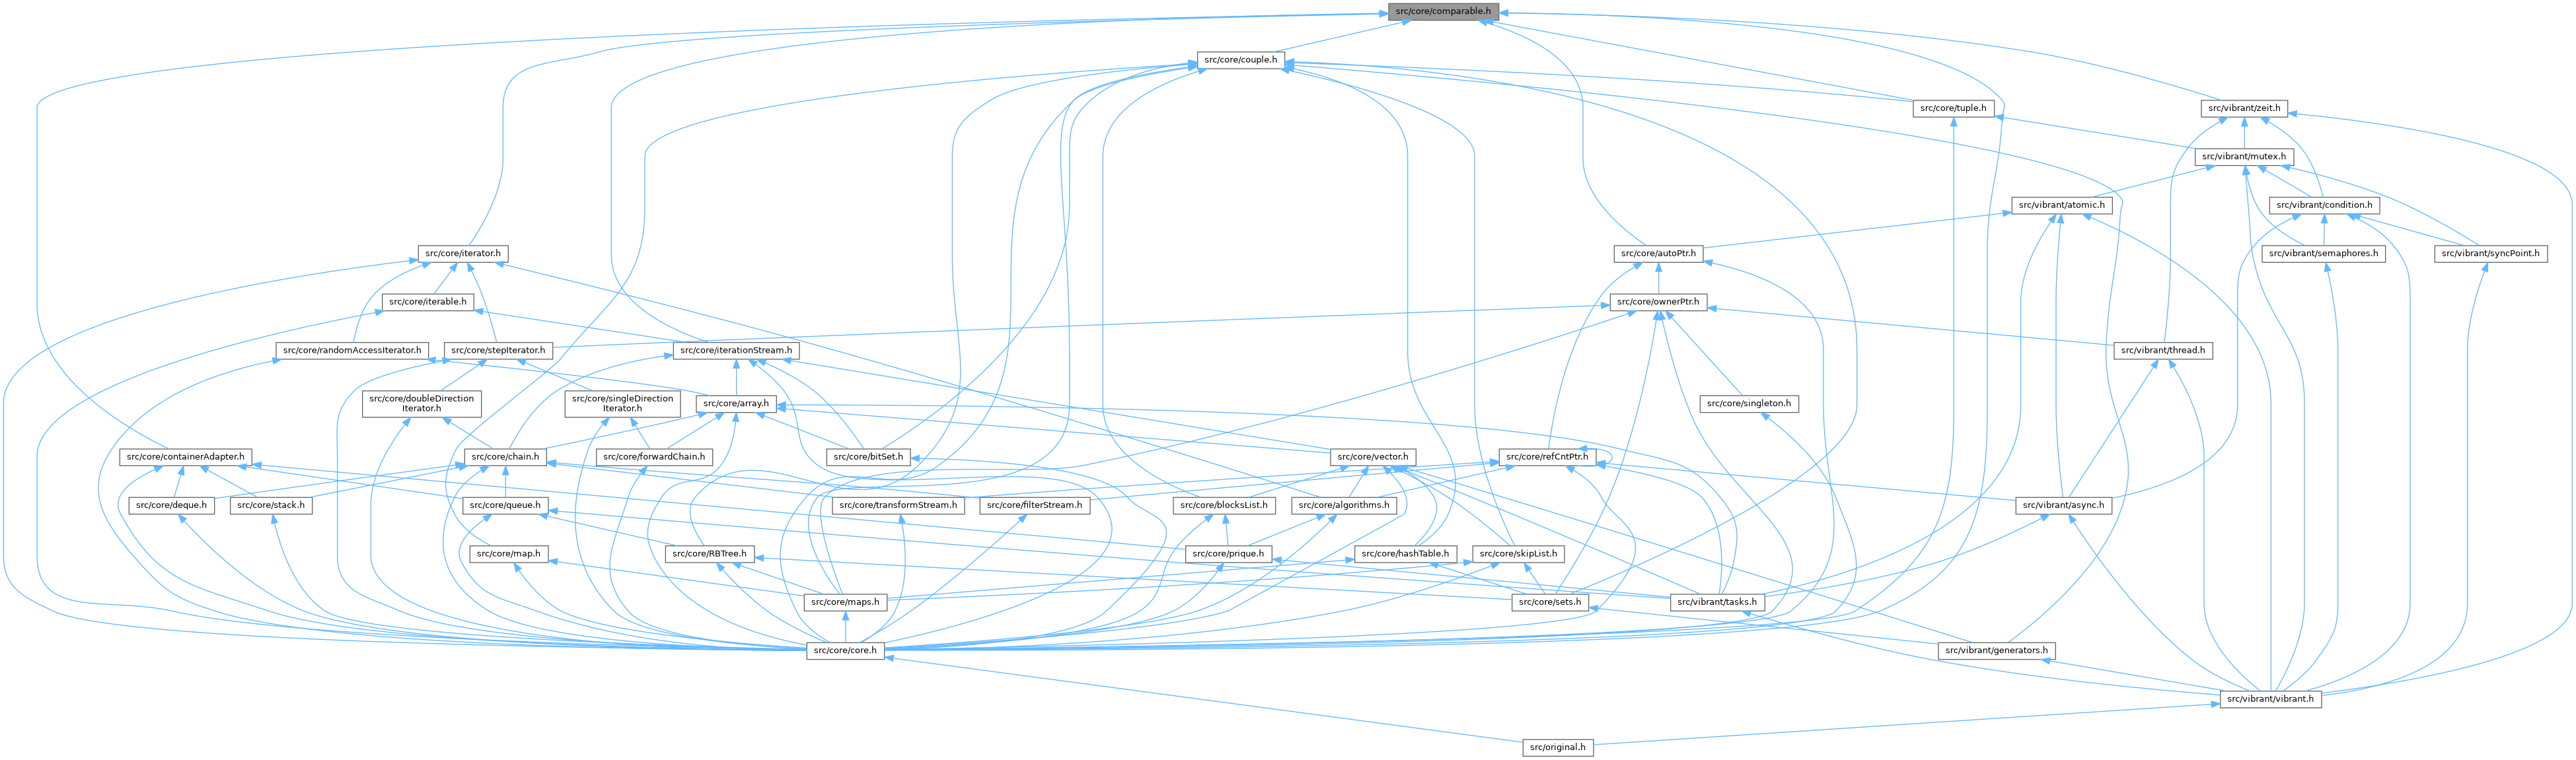 src/core/comparable.h
src/core/couple.h
src/core/tuple.h
src/vibrant/zeit.h
src/vibrant/mutex.h
src/vibrant/atomic.h
src/vibrant/condition.h
src/core/iterator.h
src/core/autoPtr.h
src/vibrant/semaphores.h
src/vibrant/syncPoint.h
src/core/iterable.h
src/core/ownerPtr.h
src/core/randomAccessIterator.h
src/core/stepIterator.h
src/core/iterationStream.h
src/vibrant/thread.h
src/core/doubleDirection
Iterator.h
src/core/singleDirection
Iterator.h
src/core/array.h
src/core/singleton.h
src/core/containerAdapter.h
src/core/chain.h
src/core/forwardChain.h
src/core/bitSet.h
src/core/vector.h
src/core/refCntPtr.h
src/core/deque.h
src/core/stack.h
src/core/queue.h
src/core/transformStream.h
src/core/filterStream.h
src/core/blocksList.h
src/core/algorithms.h
src/vibrant/async.h
src/core/map.h
src/core/RBTree.h
src/core/prique.h
src/core/hashTable.h
src/core/skipList.h
src/core/maps.h
src/core/sets.h
src/vibrant/tasks.h
src/core/core.h
src/vibrant/generators.h
src/vibrant/vibrant.h
src/original.h